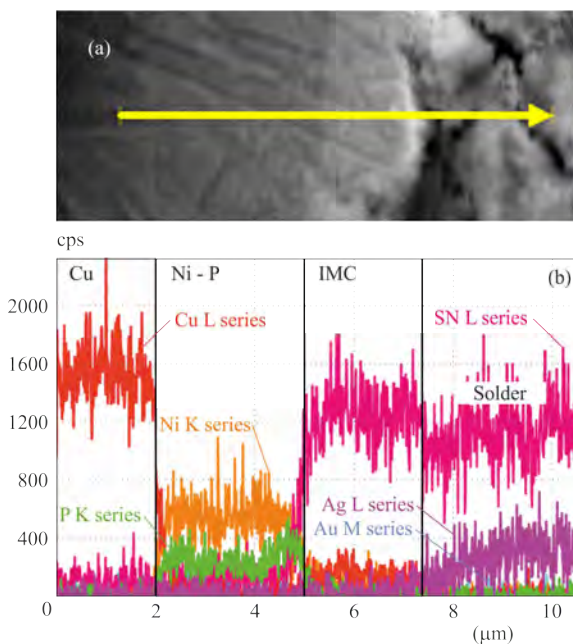 (a)
cps
Cu Ni - P IMC (b)
2000
SN L series
Cu L series
1600
Solder
1200
Ni K series
800
P K series Ag L series
Au M series
400
0 2 4 6 8 10
(μm)